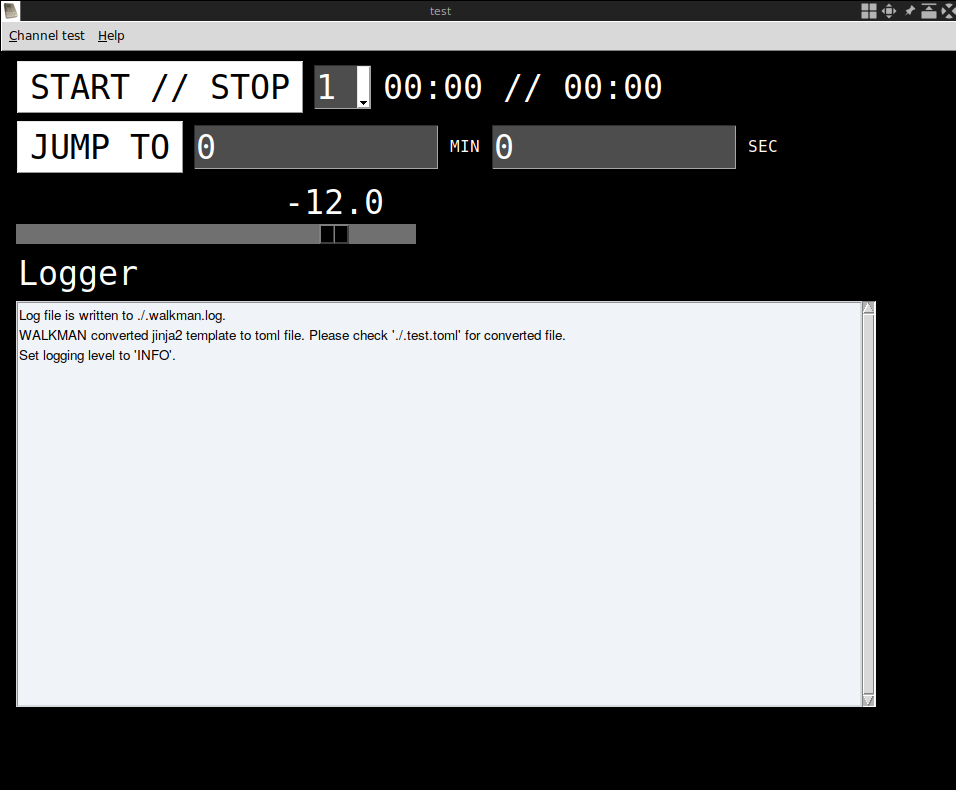 test
Channel test Help
START // STOP 1 00:00 // 00:00
JUMP TO 0 MIN 0 SEC
-12.0
Logger
Log file is written to ./.walkman.log.
WALKMAN converted jinja2 template to toml file. Please check './.test.toml' for converted file.
Set logging level to 'INFO'.